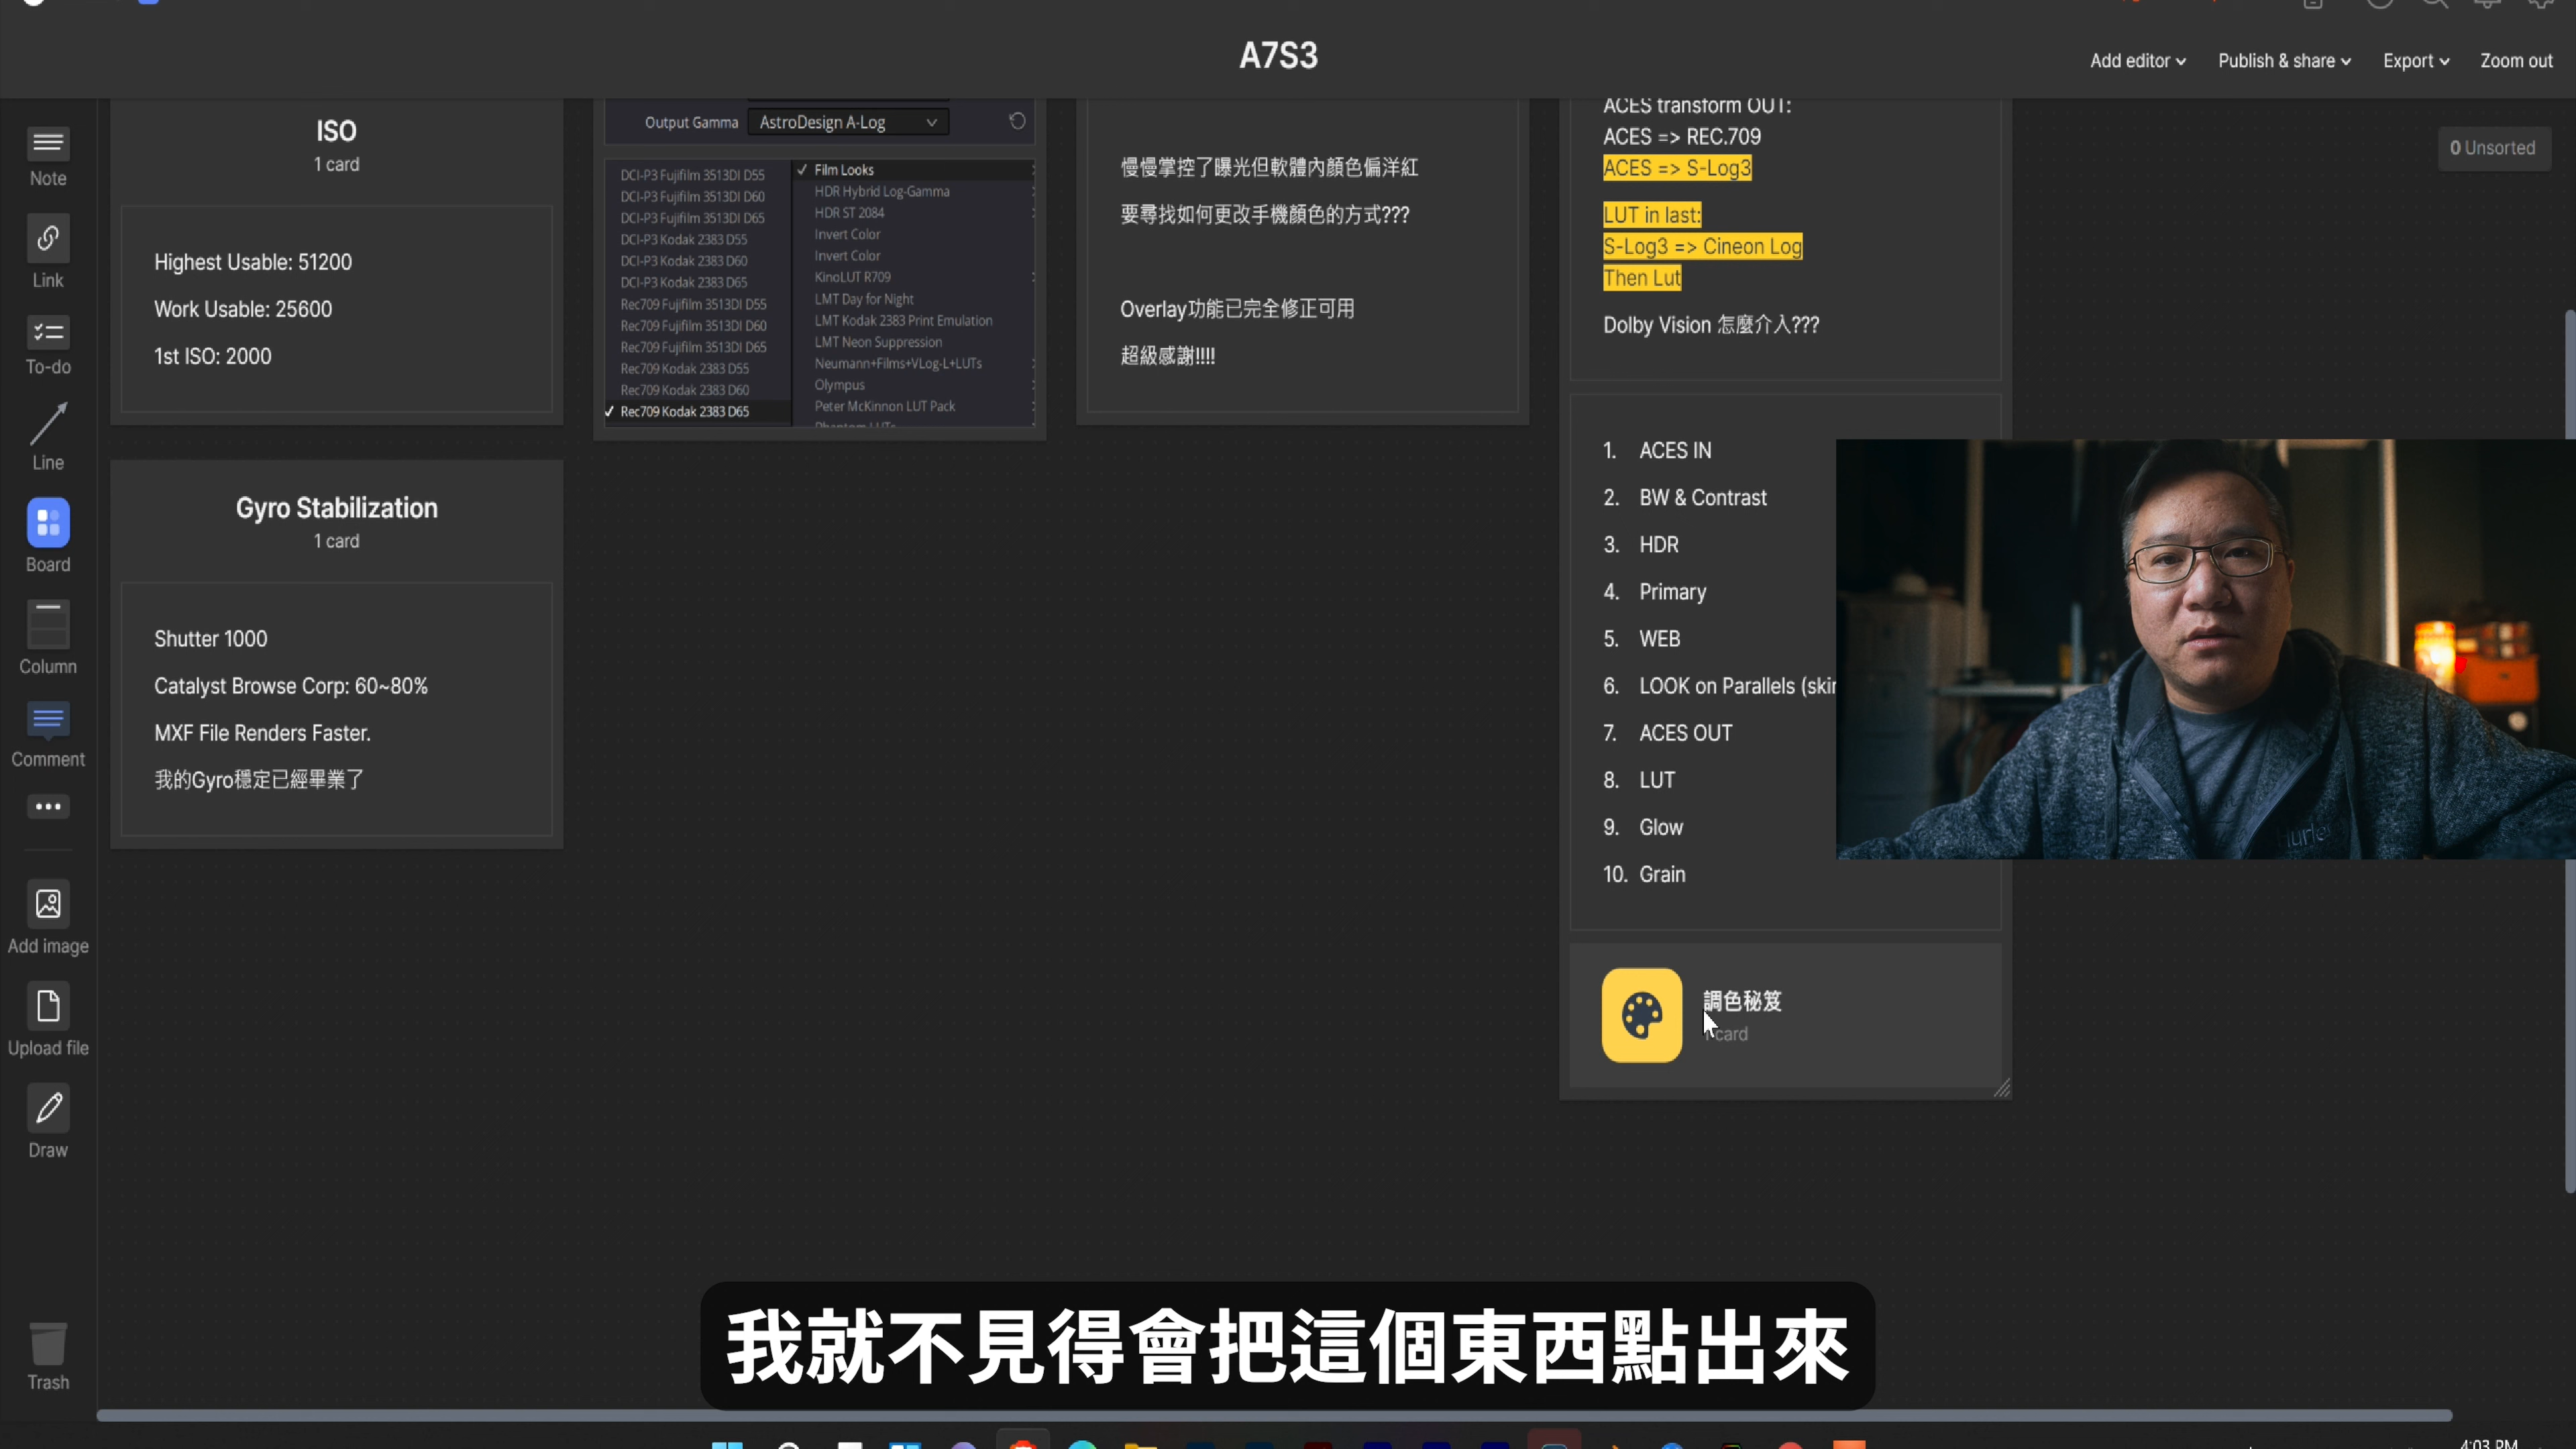 A7S3
Add editor
Publish & share
Export
Zoom out
0 Unsorted
Note
Link
To-do
Line
Board
Column
Comment
Add image
Upload file
Draw
Trash
ISO
1 card
Highest Usable: 51200
Work Usable: 25600
1st ISO: 2000
Gyro Stabilization
1 card
Shutter 1000
Catalyst Browse Corp: 60~80%
MXF File Renders Faster.
我的Gyro穩定已經畢業了
Output Gamma
AstroDesign A-Log
DCI-P3 Fujifilm 3513DI D55
DCI-P3 Fujifilm 3513DI D60
DCI-P3 Fujifilm 3513DI D65
DCI-P3 Kodak 2383 D55
DCI-P3 Kodak 2383 D60
DCI-P3 Kodak 2383 D65
Rec709 Fujifilm 3513DI D55
Rec709 Fujifilm 3513DI D60
Rec709 Fujifilm 3513DI D65
Rec709 Kodak 2383 D55
Rec709 Kodak 2383 D60
Rec709 Kodak 2383 D65
Film Looks
HDR Hybrid Log-Gamma
HDR ST 2084
Invert Color
Invert Color
KinoLUT R709
LMT Day for Night
LMT Kodak 2383 Print Emulation
LMT Neon Suppression
Neumann+Films+VLog-L+LUTs
Olympus
Peter McKinnon LUT Pack
Phantom LUTs
慢慢掌控了曝光但軟體內顏色偏洋紅
要尋找如何更改手機顏色的方式???
Overlay功能已完全修正可用
超級感謝!!!!
ACES transform OUT:
ACES => REC.709
ACES => S-Log3
LUT in last:
S-Log3 => Cineon Log
Then Lut
Dolby Vision 怎麼介入???
1. ACES IN
2. BW & Contrast
3. HDR
4. Primary
5. WEB
6. LOOK on Parallels (skin
7. ACES OUT
8. LUT
9. Glow
10. Grain
調色秘笈
card
Hurley
我就不見得會把這個東西點出來
4:03 PM